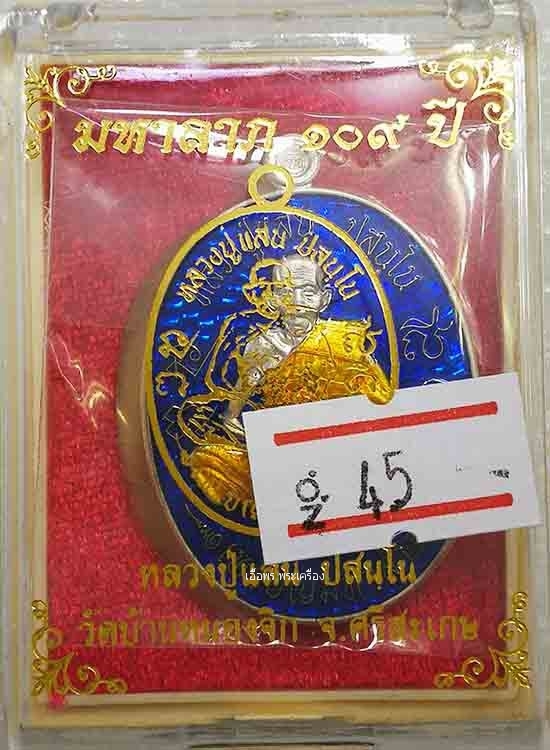 มหาลาภ ๑๐๙ ปี
หลวงปู่แสน ปสนฺโน
ปสนฺโน
45
หลวงปู่แสน ปสนฺโน
เอื้อพร พระเครื่อง
วัดบ้านหนองจิก จ.ศรีสะเกษ